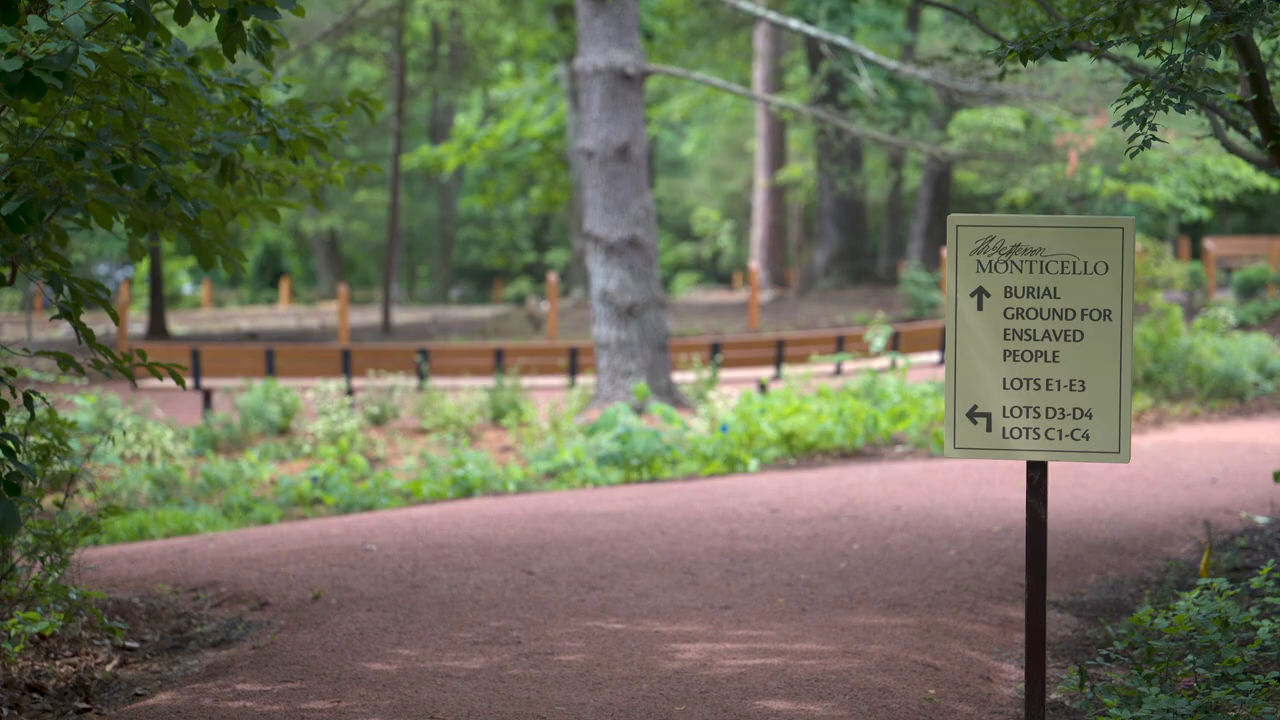 Th. Jefferson
MONTICELLO
BURIAL
GROUND FOR
ENSLAVED
PEOPLE
LOTS E1-E3
LOTS D3-D4
LOTS C1-C4